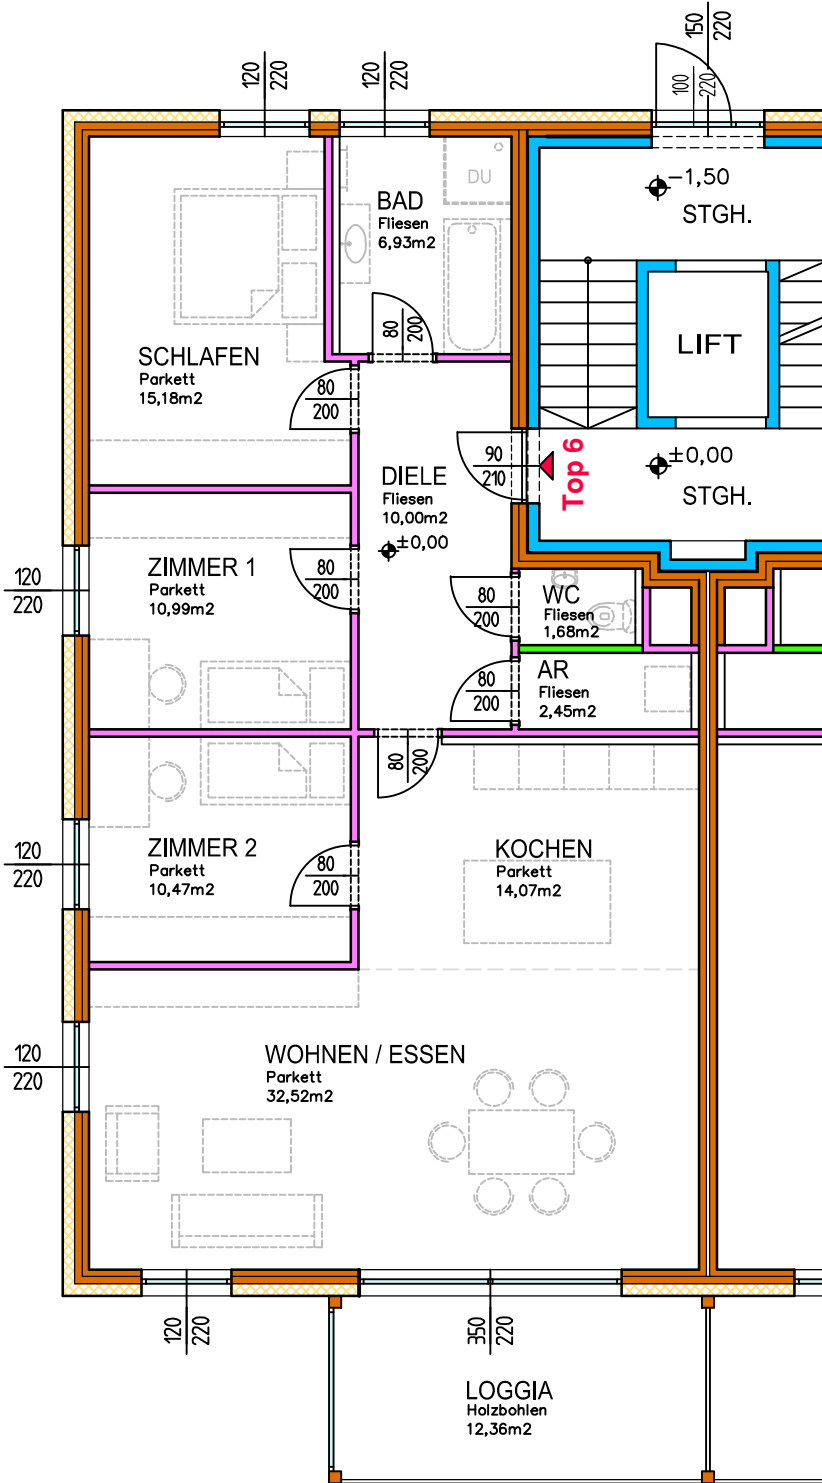 120
220
120
220
150
220
100
220
−1,50
STGH.
DU
BAD
Fliesen
6,93m2
80
200
LIFT
SCHLAFEN
Parkett
15,18m2
80
200
90
210
Top 6
±0,00
STGH.
DIELE
Fliesen
10,00m2
±0,00
120
220
ZIMMER 1
Parkett
10,99m2
80
200
80
200
WC
Fliesen
1,68m2
80
200
AR
Fliesen
2,45m2
80
200
120
220
ZIMMER 2
Parkett
10,47m2
80
200
KOCHEN
Parkett
14,07m2
120
220
WOHNEN / ESSEN
Parkett
32,52m2
120
220
350
220
LOGGIA
Holzbohlen
12,36m2